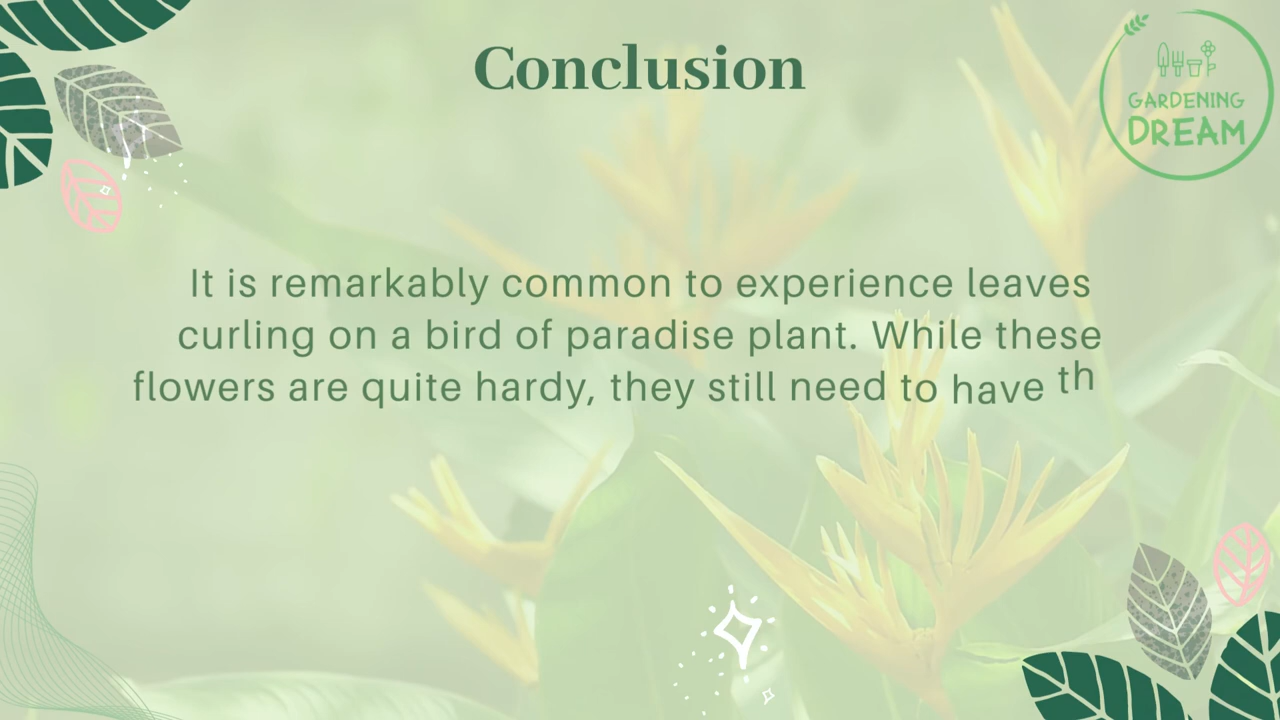 Conclusion
GARDENING
DREAM
It is remarkably common to experience leaves
curling on a bird of paradise plant. While these
flowers are quite hardy, they still need to have th